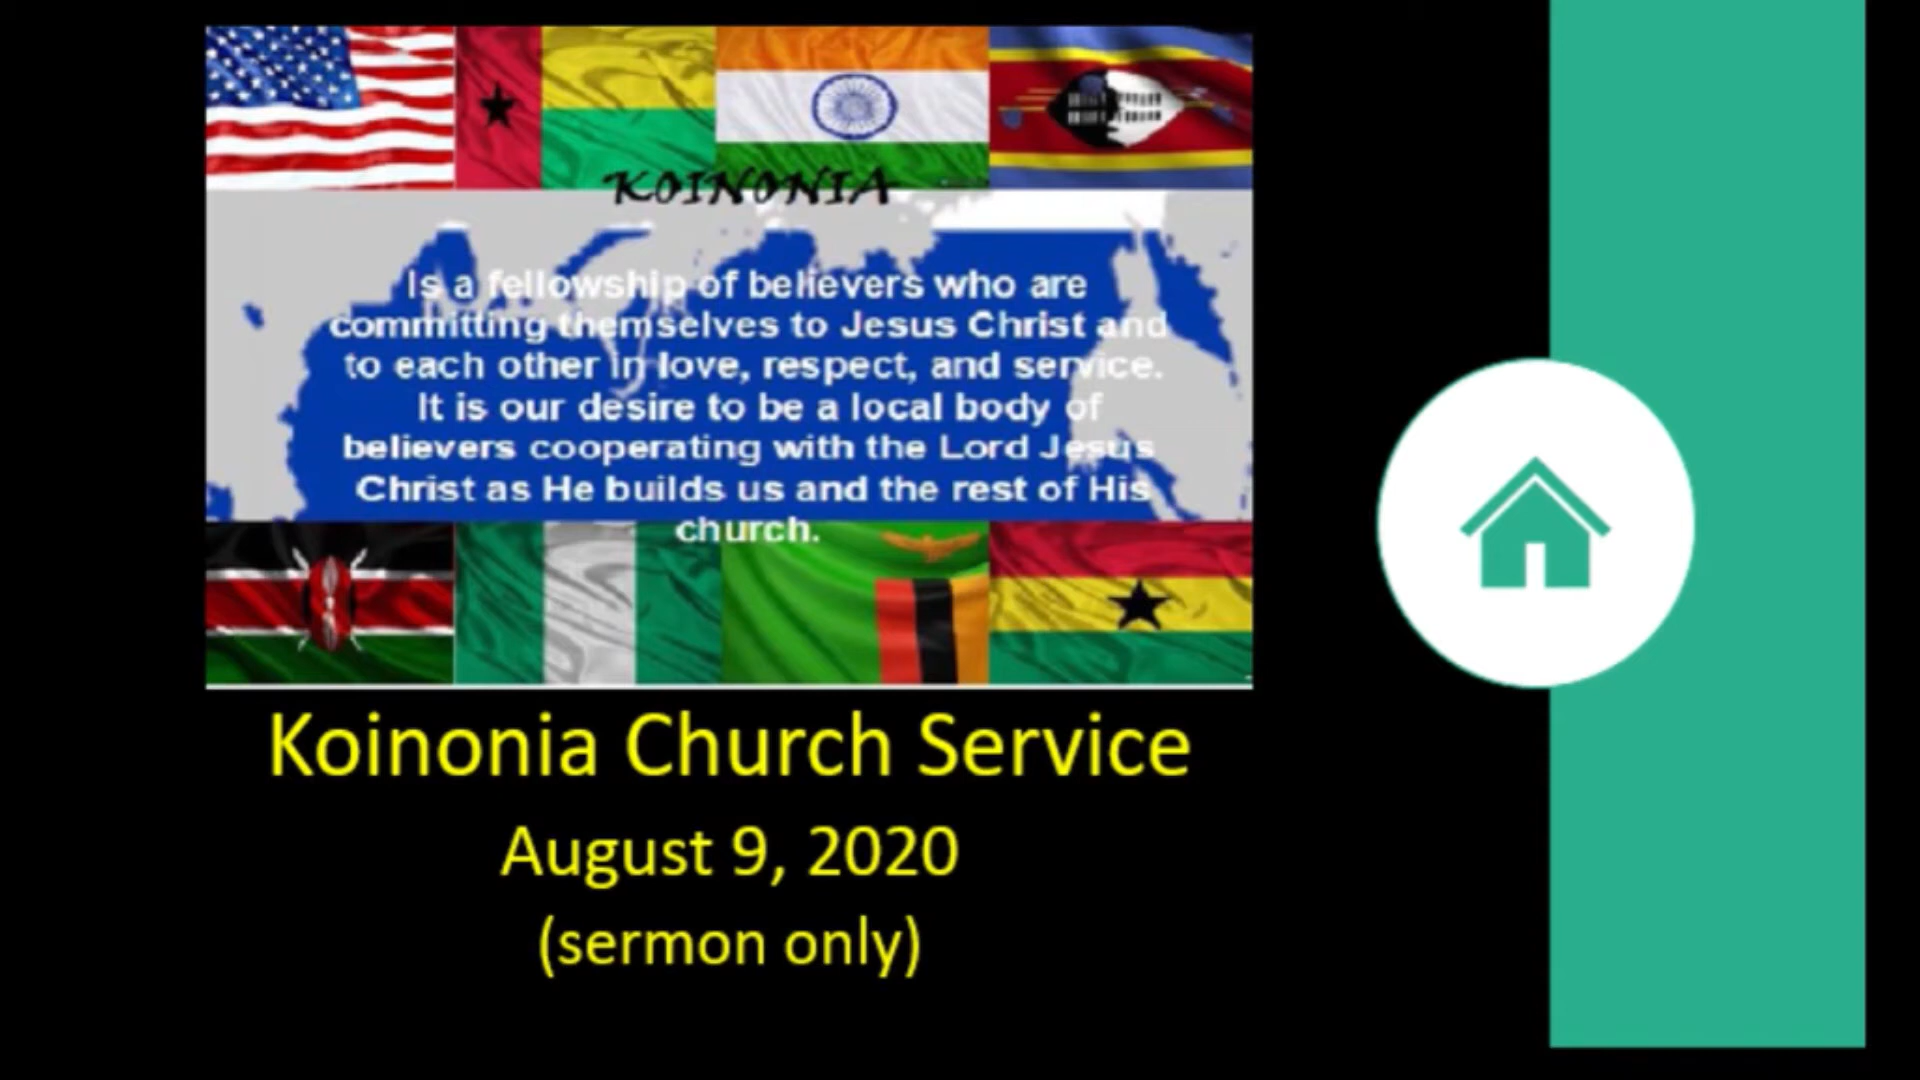 KOINONIA
Is a fellowship of believers who are
committing themselves to Jesus Christ and
to each other in love, respect, and service.
It is our desire to be a local body of
believers cooperating with the Lord Jesus
Christ as He builds us and the rest of His
church.
Koinonia Church Service
August 9, 2020
(sermon only)